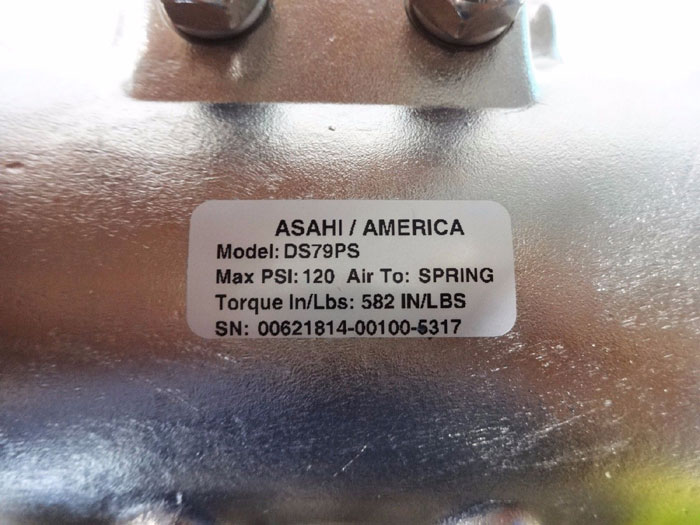 ASAHI / AMERICA
Model: DS79PS
Max PSI: 120 Air To: SPRING
Torque In/Lbs: 582 IN/LBS
SN: 00621814-00100-5317